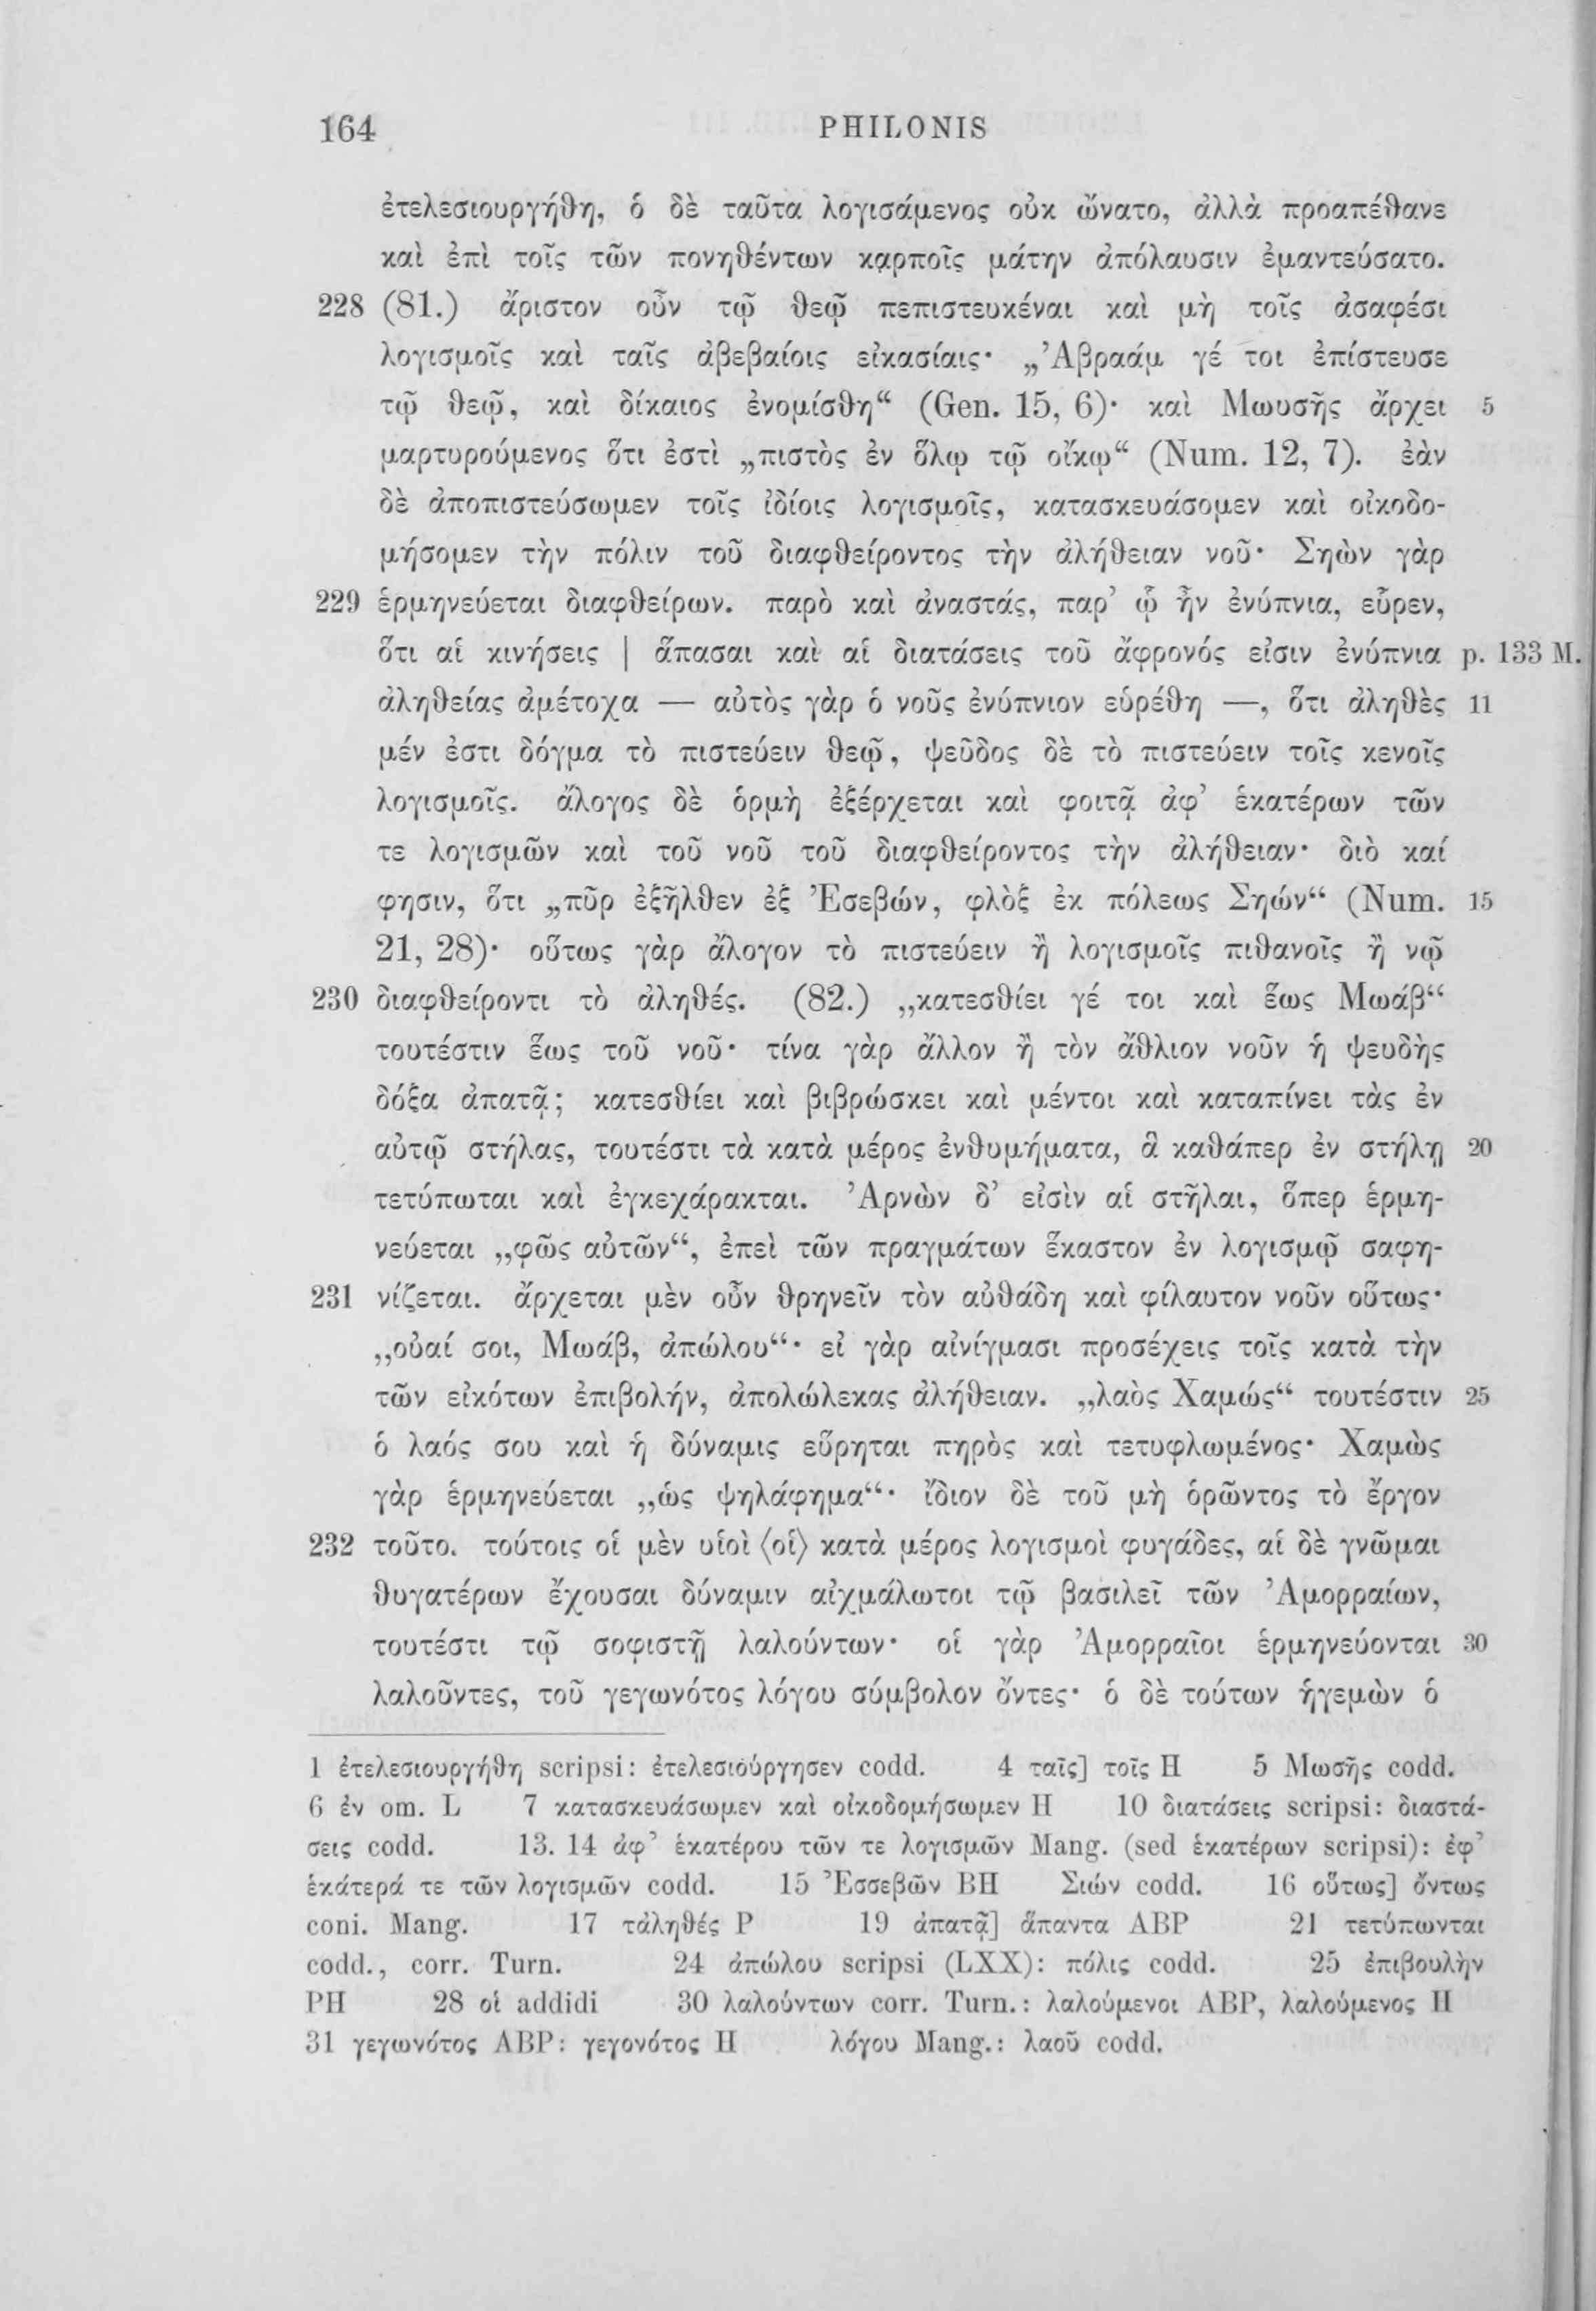 164 PHILONIS
ἐτελεσιουργήθη, ὁ δὲ ταῦτα λογισάμενος οὐκ ὤνατο, ἀλλὰ προαπέθανε
καὶ ἐπὶ τοῖς τῶν πονηθέντων καρποῖς μάτην ἀπόλαυσιν ἐμαντεύσατο.
228 (81.) ἄριστον οὖν τῷ θεῷ πεπιστευκέναι καὶ μὴ τοῖς ἀσαφέσι
λογισμοῖς καὶ ταῖς ἀβεβαίοις εἰκασίαις· „Ἀβραάμ γέ τοι ἐπίστευσε
τῷ θεῷ, καὶ δίκαιος ἐνομίσθη“ (Gen. 15, 6)· καὶ Μωυσῆς ἄρχει 5
μαρτυρούμενος ὅτι ἐστὶ „πιστὸς ἐν ὅλῳ τῷ οἴκῳ“ (Num. 12, 7). ἐὰν
δὲ ἀποπιστεύσωμεν τοῖς ἰδίοις λογισμοῖς, κατασκευάσομεν καὶ οἰκοδο-
μήσομεν τὴν πόλιν τοῦ διαφθείροντος τὴν ἀλήθειαν νοῦ· Σηὼν γὰρ
229 ἑρμηνεύεται διαφθείρων. παρὸ καὶ ἀναστάς, παρ’ ᾧ ἦν ἐνύπνια, εὗρεν,
ὅτι αἱ κινήσεις | ἅπασαι καὶ αἱ διατάσεις τοῦ ἄφρονός εἰσιν ἐνύπνια p. 133 M.
ἀληθείας ἀμέτοχα — αὐτὸς γὰρ ὁ νοῦς ἐνύπνιον εὑρέθη —, ὅτι ἀληθὲς 11
μέν ἐστι δόγμα τὸ πιστεύειν θεῷ, ψεῦδος δὲ τὸ πιστεύειν τοῖς κενοῖς
λογισμοῖς. ἄλογος δὲ ὁρμὴ ἐξέρχεται καὶ φοιτᾷ ἀφ’ ἑκατέρων τῶν
τε λογισμῶν καὶ τοῦ νοῦ τοῦ διαφθείροντος τὴν ἀλήθειαν· διὸ καί
φησιν, ὅτι „πῦρ ἐξῆλθεν ἐξ Ἐσεβών, φλὸξ ἐκ πόλεως Σηών“ (Num. 15
21, 28)· οὕτως γὰρ ἄλογον τὸ πιστεύειν ἢ λογισμοῖς πιθανοῖς ἢ νῷ
230 διαφθείροντι τὸ ἀληθές. (82.) „κατεσθίει γέ τοι καὶ ἕως Μωάβ“
τουτέστιν ἕως τοῦ νοῦ· τίνα γὰρ ἄλλον ἢ τὸν ἄθλιον νοῦν ἡ ψευδὴς
δόξα ἀπατᾷ; κατεσθίει καὶ βιβρώσκει καὶ μέντοι καὶ καταπίνει τὰς ἐν
αὐτῷ στήλας, τουτέστι τὰ κατὰ μέρος ἐνθυμήματα, ἃ καθάπερ ἐν στήλῃ 20
τετύπωται καὶ ἐγκεχάρακται. Ἀρνὼν δ’ εἰσὶν αἱ στῆλαι, ὅπερ ἑρμη-
νεύεται „φῶς αὐτῶν“, ἐπεὶ τῶν πραγμάτων ἕκαστον ἐν λογισμῷ σαφη-
231 νίζεται. ἄρχεται μὲν οὖν θρηνεῖν τὸν αὐθάδη καὶ φίλαυτον νοῦν οὕτως·
„οὐαί σοι, Μωάβ, ἀπώλου“· εἰ γὰρ αἰνίγμασι προσέχεις τοῖς κατὰ τὴν
τῶν εἰκότων ἐπιβολήν, ἀπολώλεκας ἀλήθειαν. „λαὸς Χαμώς“ τουτέστιν 25
ὁ λαός σου καὶ ἡ δύναμις εὕρηται πηρὸς καὶ τετυφλωμένος· Χαμὼς
γὰρ ἑρμηνεύεται „ὡς ψηλάφημα“· ἴδιον δὲ τοῦ μὴ ὁρῶντος τὸ ἔργον
232 τοῦτο. τούτοις οἱ μὲν υἱοὶ ⟨οἱ⟩ κατὰ μέρος λογισμοὶ φυγάδες, αἱ δὲ γνῶμαι
θυγατέρων ἔχουσαι δύναμιν αἰχμάλωτοι τῷ βασιλεῖ τῶν Ἀμορραίων,
τουτέστι τῷ σοφιστῇ λαλούντων· οἱ γὰρ Ἀμορραῖοι ἑρμηνεύονται 30
λαλοῦντες, τοῦ γεγωνότος λόγου σύμβολον ὄντες· ὁ δὲ τούτων ἡγεμὼν ὁ
1 ἐτελεσιουργήθη scripsi: ἐτελεσιούργησεν codd. 4 ταῖς] τοῖς H 5 Μωσῆς codd.
6 ἐν om. L 7 κατασκευάσωμεν καὶ οἰκοδομήσωμεν H 10 διατάσεις scripsi: διαστά-
σεις codd. 13. 14 ἀφ’ ἑκατέρου τῶν τε λογισμῶν Mang. (sed ἑκατέρων scripsi): ἐφ’
ἑκάτερά τε τῶν λογισμῶν codd. 15 Ἐσσεβῶν BH Σιών codd. 16 οὕτως] ὄντως
coni. Mang. 17 τἀληθές P 19 ἀπατᾷ] ἅπαντα ABP 21 τετύπωνται
codd., corr. Turn. 24 ἀπώλου scripsi (LXX): πόλις codd. 25 ἐπιβουλὴν
PH 28 οἱ addidi 30 λαλούντων corr. Turn.: λαλούμενοι ABP, λαλούμενος H
31 γεγωνότος ABP: γεγονότος H λόγου Mang.: λαοῦ codd.